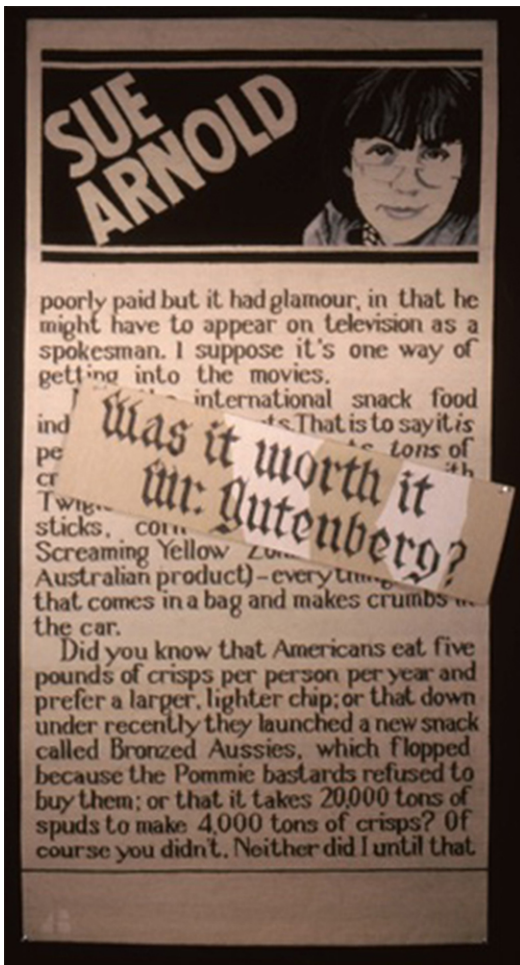 SUE
ARNOLD
poorly paid but it had glamour, in that he
might have to appear on television as a
spokesman. I suppose it's one way of
getting into the movies.
international snack food
ind That is to say it is
pe tons of
cr
sticks,
Screaming Yellow
Australian product) – everything
that comes in a bag and makes crumbs in
the car.
Did you know that Americans eat five
pounds of crisps per person per year and
prefer a larger, lighter chip; or that down
under recently they launched a new snack
called Bronzed Aussies, which flopped
because the Pommie bastards refused to
buy them; or that it takes 20,000 tons of
spuds to make 4,000 tons of crisps? Of
course you didn't. Neither did I until that
Was it worth it
Mr. Gutenberg?